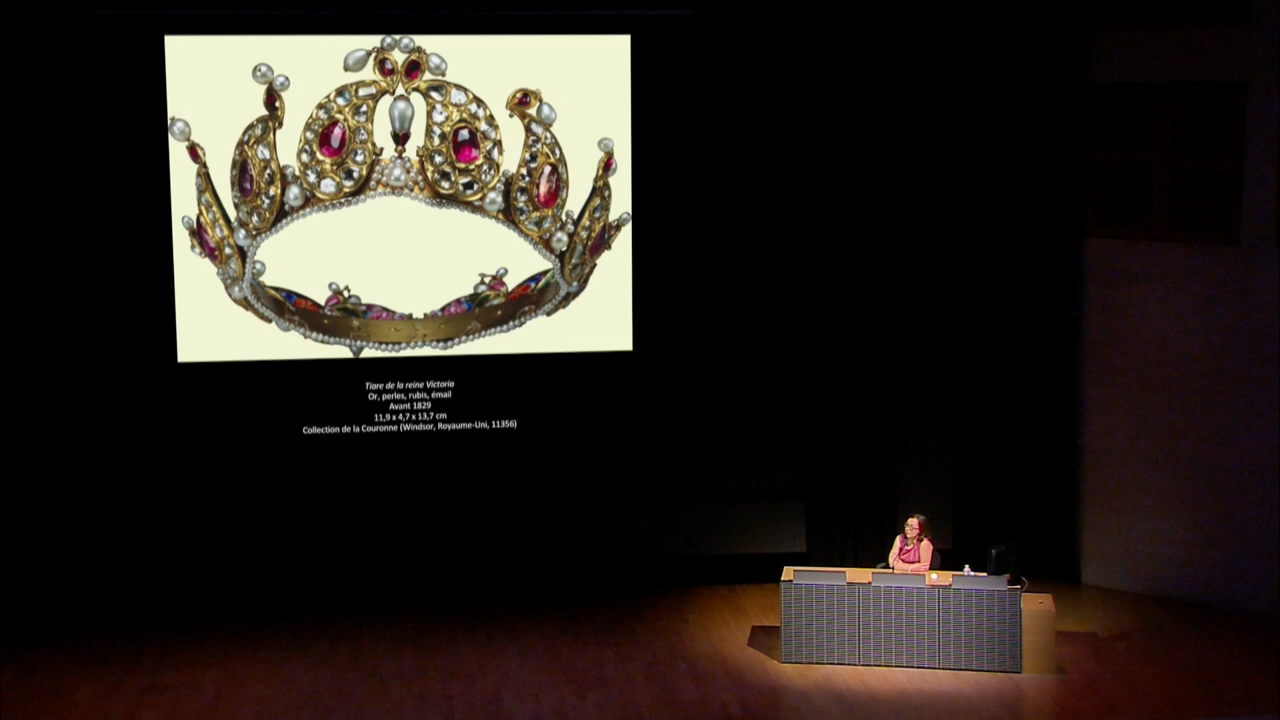 Tiare de la reine Victoria
Or, perles, rubis, émail
Avant 1829
11,9 x 4,7 x 13,7 cm
Collection de la Couronne (Windsor, Royaume-Uni, 11356)